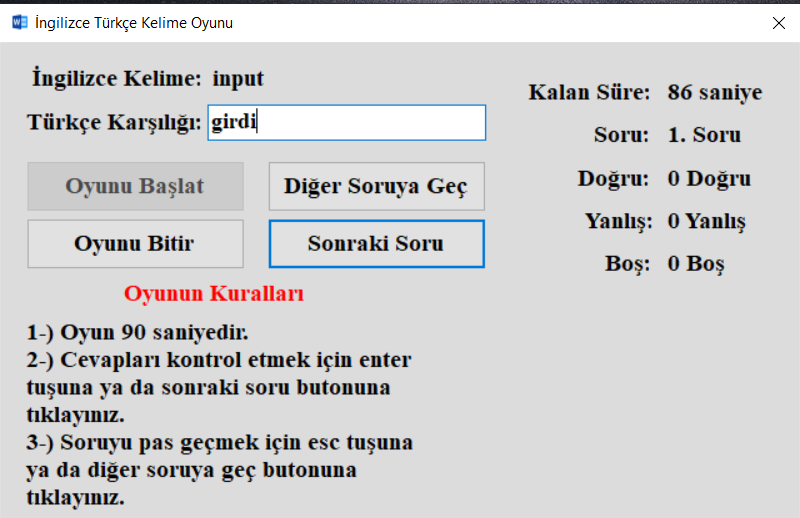 İngilizce Türkçe Kelime Oyunu
İngilizce Kelime: input
Türkçe Karşılığı: girdi
Oyunu Başlat
Diğer Soruya Geç
Oyunu Bitir
Sonraki Soru
Kalan Süre: 86 saniye
Soru: 1. Soru
Doğru: 0 Doğru
Yanlış: 0 Yanlış
Boş: 0 Boş
Oyunun Kuralları
1-) Oyun 90 saniyedir.
2-) Cevapları kontrol etmek için enter
tuşuna ya da sonraki soru butonuna
tıklayınız.
3-) Soruyu pas geçmek için esc tuşuna
ya da diğer soruya geç butonuna
tıklayınız.